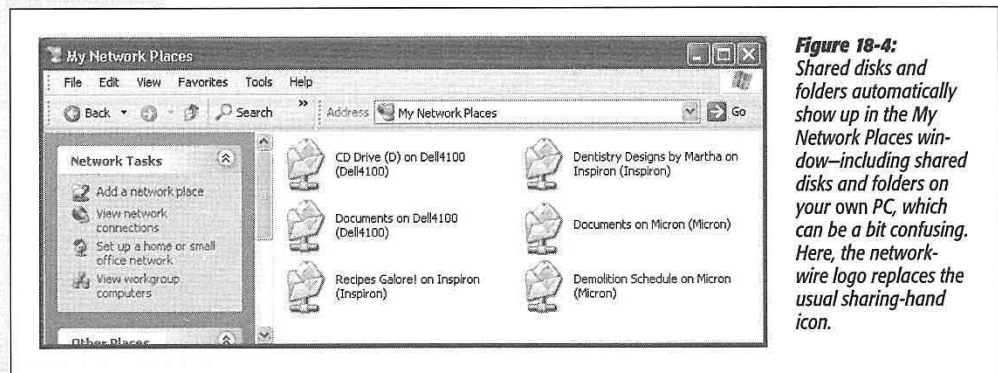 My Network Places
File Edit View Favorites Tools Help
Back Search » Address My Network Places Go
Network Tasks
Add a network place
View network
connections
Set up a home or small
office network
View workgroup
computers
Other Places
CD Drive (D) on Dell4100
(Dell4100)
Dentistry Designs by Martha on
Inspiron (Inspiron)
Documents on Dell4100
(Dell4100)
Documents on Micron (Micron)
Recipes Galore! on Inspiron
(Inspiron)
Demolition Schedule on Micron
(Micron)
Figure 18-4:
Shared disks and
folders automatically
show up in the My
Network Places win-
dow—including shared
disks and folders on
your own PC, which
can be a bit confusing.
Here, the network-
wire logo replaces the
usual sharing-hand
icon.